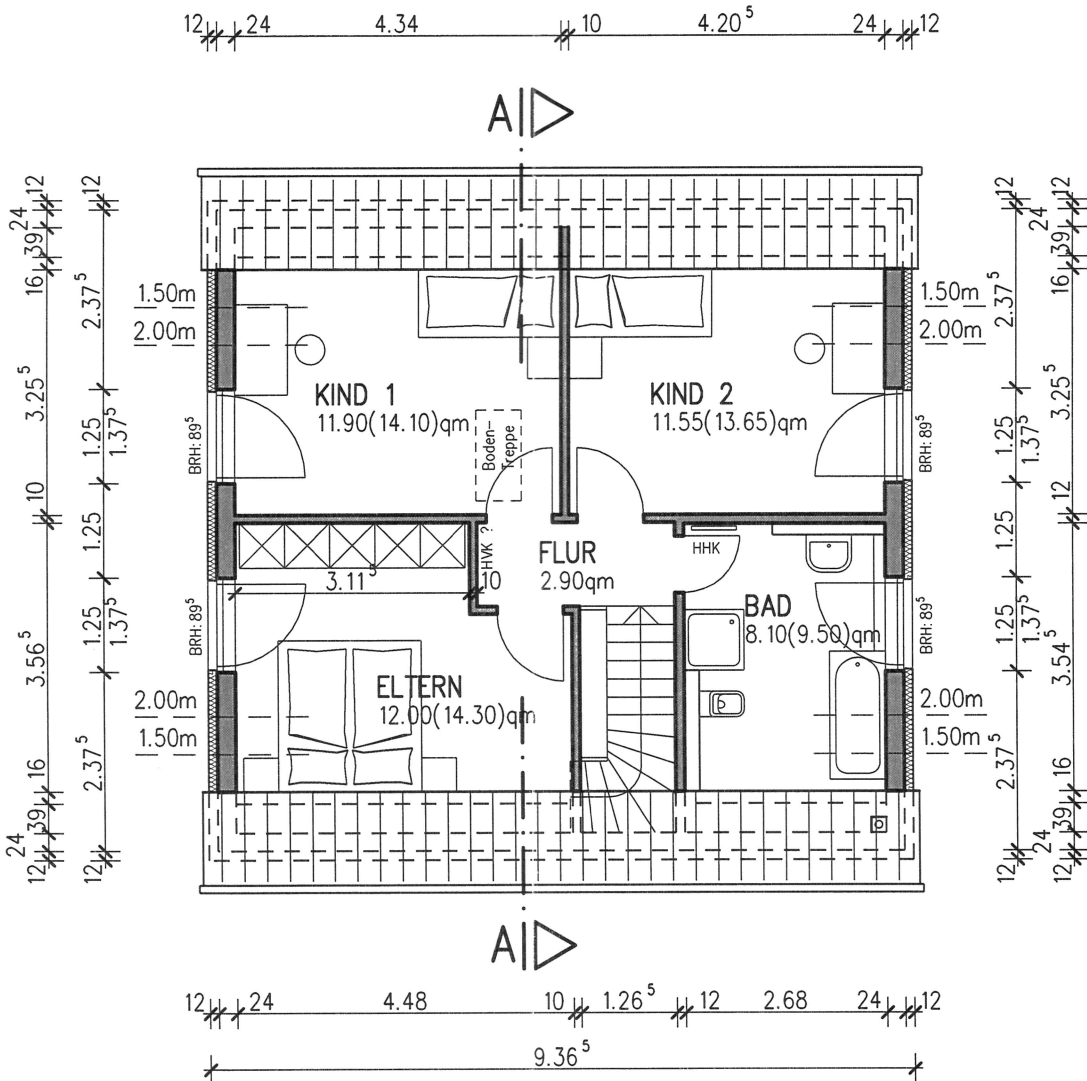 12 24 4.34 10 4.20⁵ 24 12
A
12 24 39 16 3.25⁵ 10 3.56⁵ 16 39 24 12
12 2.37⁵ 1.25 1.37⁵ 1.25 1.25 1.37⁵ 2.37⁵ 12
1.50m
2.00m
1.50m
2.00m
KIND 1
11.90(14.10)qm
KIND 2
11.55(13.65)qm
Boden-
treppe
BRH: 89⁵
BRH: 89⁵
HVK ?
FLUR
2.90qm
HHK
3.11⁵ 10
BAD
8.10(9.50)qm
BRH: 89⁵
BRH: 89⁵
ELTERN
12.00(14.30)qm
2.00m
1.50m
2.00m
1.50m
12 2.37⁵ 1.25 1.37⁵ 1.25 1.25 1.37⁵ 2.37⁵ 12
12 24 39 16 3.25⁵ 12 3.54⁵ 16 39 24 12
A
12 24 4.48 10 1.26⁵ 12 2.68 24 12
9.36⁵